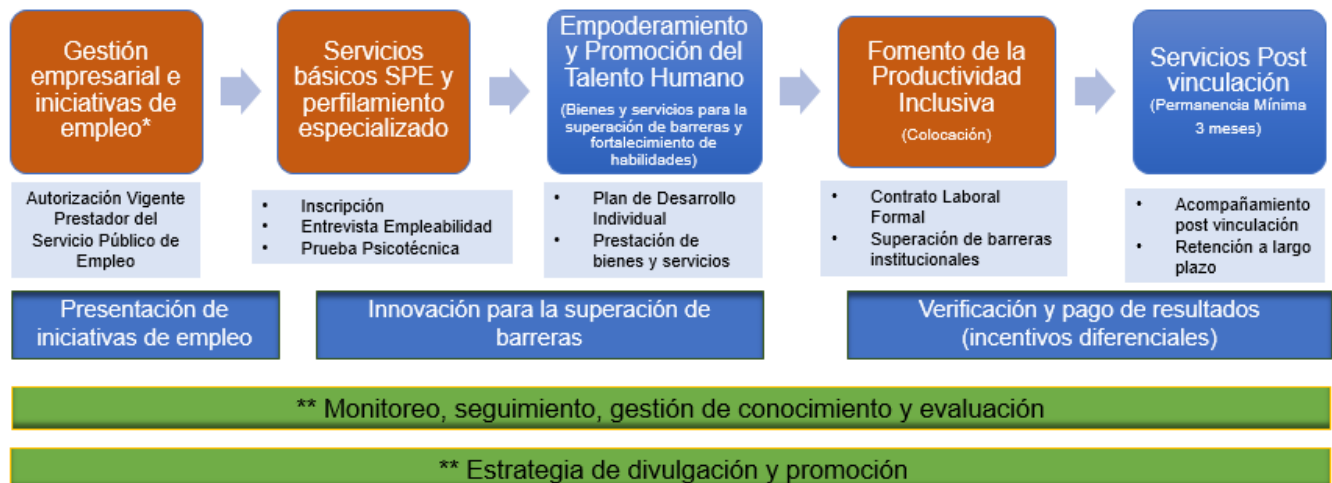 Gestión
empresarial e
iniciativas de
empleo*
Servicios
básicos SPE y
perfilamiento
especializado
Empoderamiento
y Promoción del
Talento Humano
(Bienes y servicios para la
superación de barreras y
fortalecimiento de
habilidades)
Fomento de la
Productividad
Inclusiva
(Colocación)
Servicios Post
vinculación
(Permanencia Mínima
3 meses)
Autorización Vigente
Prestador del
Servicio Público de
Empleo
• Inscripción
• Entrevista Empleabilidad
• Prueba Psicotécnica
• Plan de Desarrollo
Individual
• Prestación de
bienes y servicios
• Contrato Laboral
Formal
• Superación de barreras
institucionales
• Acompañamiento
post vinculación
• Retención a largo
plazo
Presentación de
iniciativas de empleo
Innovación para la superación de
barreras
Verificación y pago de resultados
(incentivos diferenciales)
** Monitoreo, seguimiento, gestión de conocimiento y evaluación
** Estrategia de divulgación y promoción